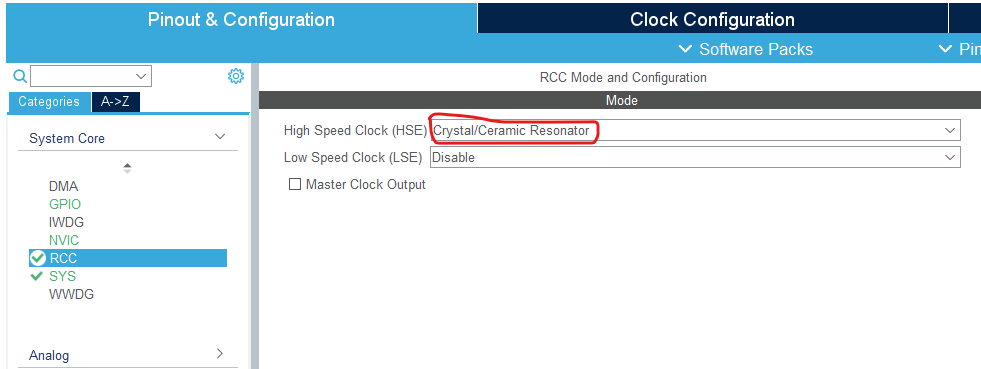 Pinout & Configuration
Clock Configuration
Software Packs
Pin
RCC Mode and Configuration
Categories
A->Z
Mode
System Core
High Speed Clock (HSE)
Crystal/Ceramic Resonator
Low Speed Clock (LSE)
Disable
Master Clock Output
DMA
GPIO
IWDG
NVIC
RCC
SYS
WWDG
Analog